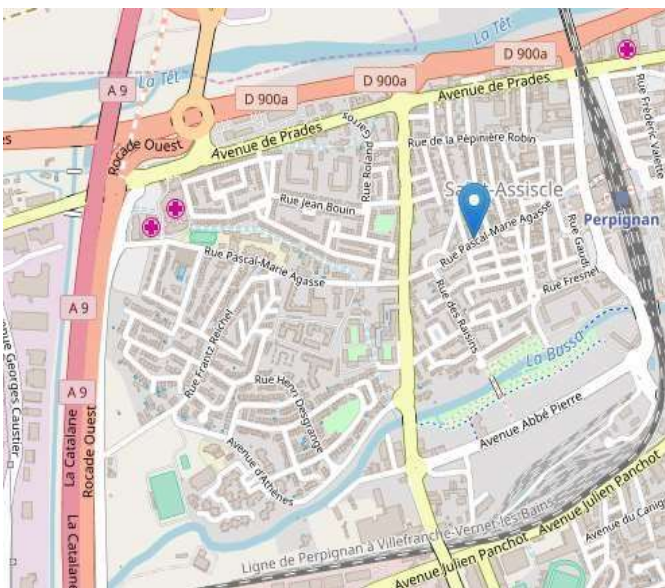 La Têt
La Têt
A 9
D 900a
D 900a
D 900a
Avenue de Prades
Rue Frédéric Valette
Rocade Ouest
Avenue de Prades
Garros
Rue Roland
Rue de la Pépinière Robin
Saint-Assiscle
Rue Jean Bouin
Perpignan
Rue Pascal-Marie Agasse
Rue Gaudi
Rue Pascal-Marie Agasse
Rue Fresnel
A 9
Rue des Raisins
nue Georges Caustier
Rue Frantz Reichel
La Bassa
A 9
Rue Henri Desgrange
La Catalane
Rocade Ouest
Avenue Abbé Pierre
Avenue d'Athènes
Avenue Julien Panchot
La Catalane
Ligne de Perpignan à Villefranche-Vernet-les-Bains
Avenue du Canig
Avenue Julien Panchot